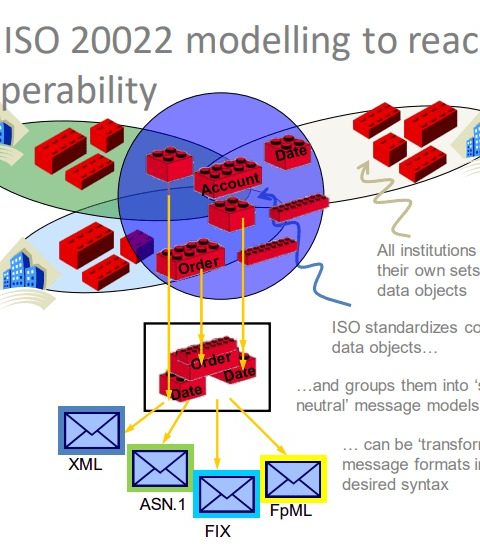 ISO 20022 modelling to reac
perability
Date
Account
Order
All institutions
their own sets
data objects
ISO standardizes co
data objects…
…and groups them into ‘s
neutral’ message models
Order
Date
Date
… can be ‘transfor
message formats i
desired syntax
XML
ASN.1
FIX
FpML